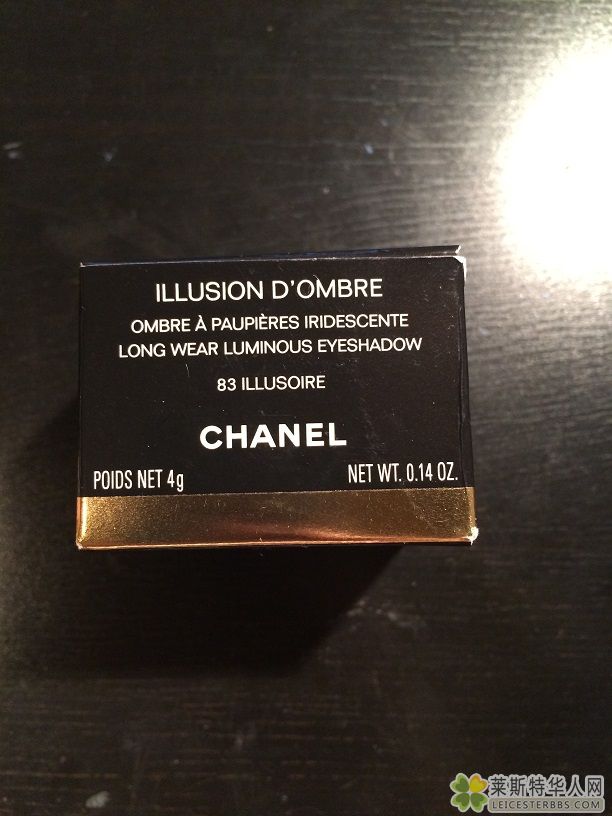 ILLUSION D'OMBRE
OMBRE À PAUPIÈRES IRIDESCENTE
LONG WEAR LUMINOUS EYESHADOW
83 ILLUSOIRE
CHANEL
POIDS NET 4g NET WT. 0.14 OZ.
莱斯特华人网
LEICESTERBBS.COM